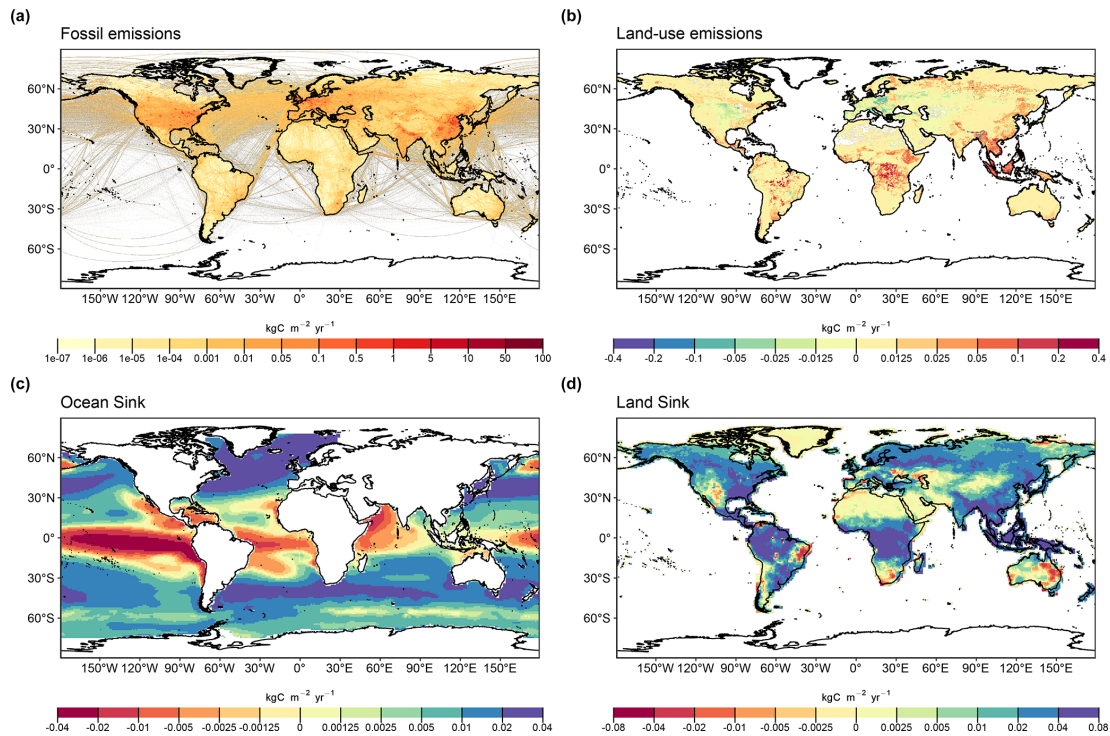 (a)
Fossil emissions
60°N
30°N
0°
30°S
60°S
150°W 120°W 90°W 60°W 30°W 0° 30°E 60°E 90°E 120°E 150°E
kgC m−2 yr−1
1e-07 1e-06 1e-05 1e-04 0.001 0.01 0.05 0.1 0.5 1 5 10 50 100
(b)
Land-use emissions
60°N
30°N
0°
30°S
60°S
150°W 120°W 90°W 60°W 30°W 0° 30°E 60°E 90°E 120°E 150°E
kgC m−2 yr−1
-0.4 -0.2 -0.1 -0.05 -0.025 -0.0125 0 0.0125 0.025 0.05 0.1 0.2 0.4
(c)
Ocean Sink
60°N
30°N
0°
30°S
60°S
150°W 120°W 90°W 60°W 30°W 0° 30°E 60°E 90°E 120°E 150°E
kgC m−2 yr−1
-0.04 -0.02 -0.01 -0.005 -0.0025 -0.00125 0 0.00125 0.0025 0.005 0.01 0.02 0.04
(d)
Land Sink
60°N
30°N
0°
30°S
60°S
150°W 120°W 90°W 60°W 30°W 0° 30°E 60°E 90°E 120°E 150°E
kgC m−2 yr−1
-0.08 -0.04 -0.02 -0.01 -0.005 -0.0025 0 0.0025 0.005 0.01 0.02 0.04 0.08